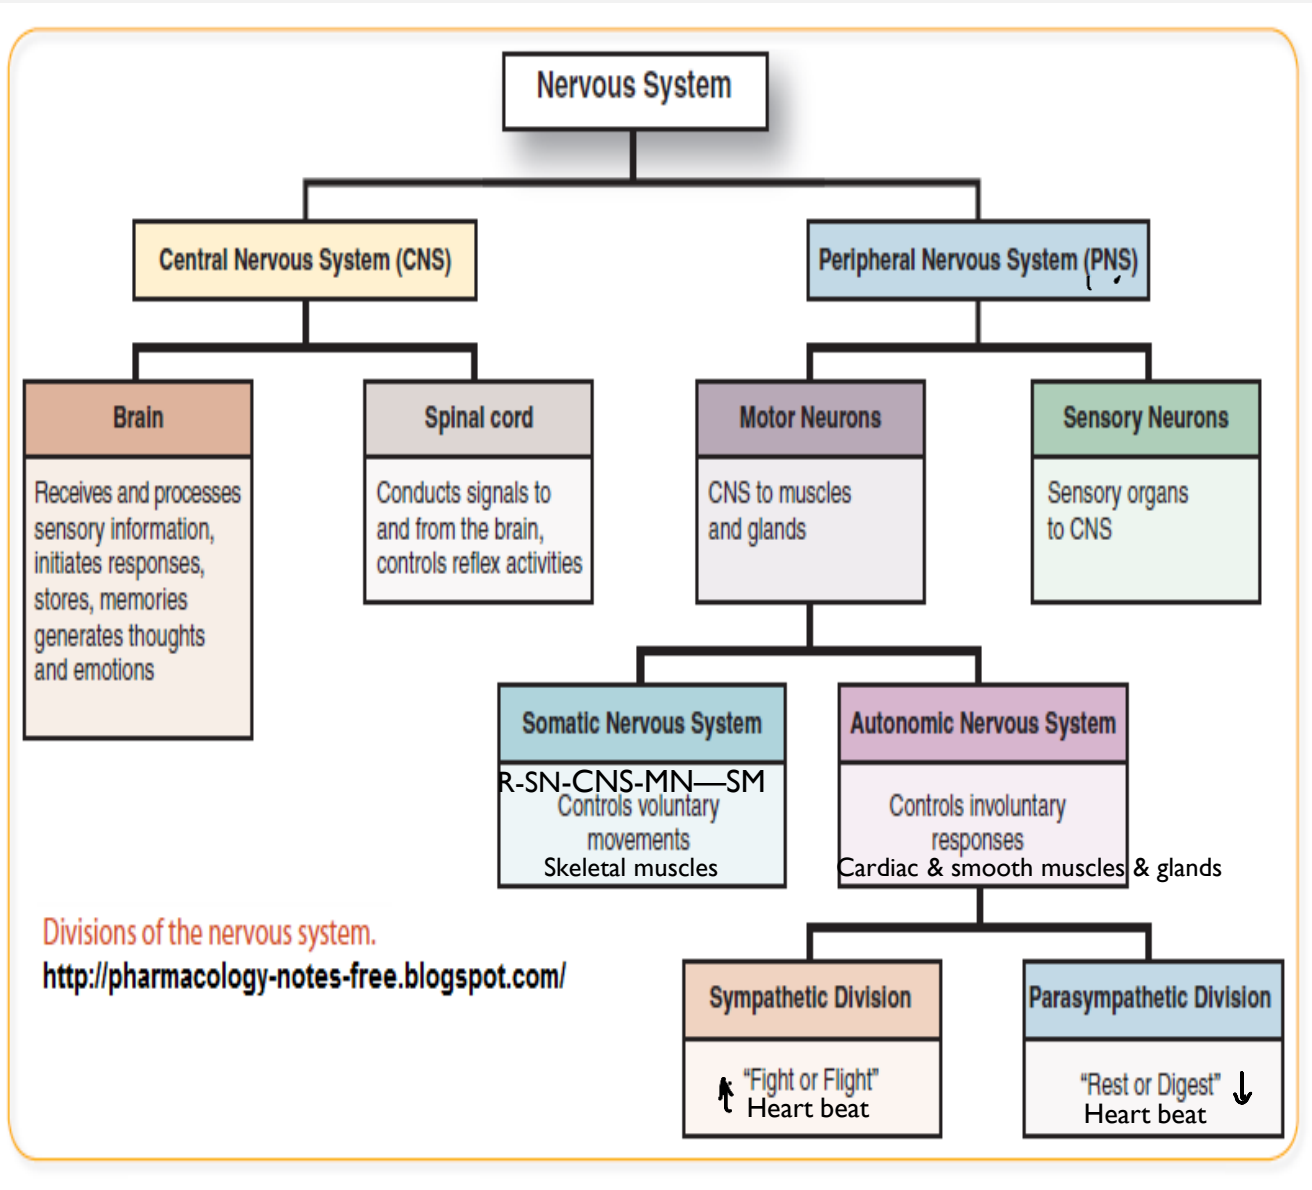 Nervous System
Central Nervous System (CNS)
Peripheral Nervous System (PNS)
Brain
Receives and processes
sensory information,
initiates responses,
stores, memories
generates thoughts
and emotions
Spinal cord
Conducts signals to
and from the brain,
controls reflex activities
Motor Neurons
CNS to muscles
and glands
Sensory Neurons
Sensory organs
to CNS
Somatic Nervous System
R-SN-CNS-MN—SM
Controls voluntary
movements
Skeletal muscles
Autonomic Nervous System
Controls involuntary
responses
Cardiac & smooth muscles & glands
Divisions of the nervous system.
http://pharmacology-notes-free.blogspot.com/
Sympathetic Division
“Fight or Flight”
Heart beat
Parasympathetic Division
“Rest or Digest”
Heart beat